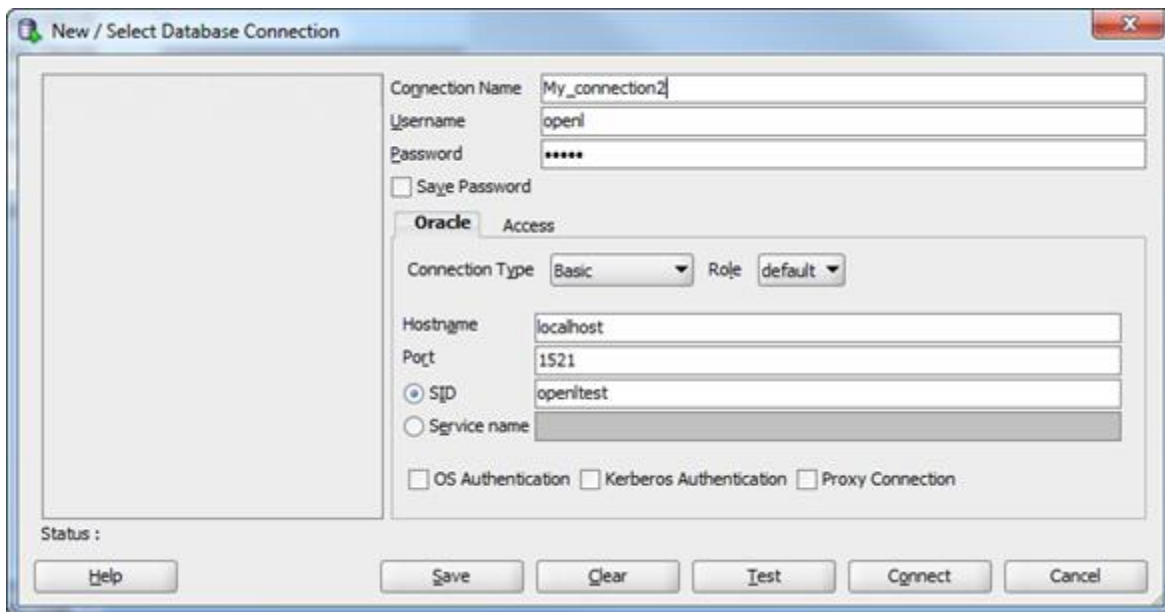 New / Select Database Connection
Connection Name My_connection2
Username openl
Password •••••
Save Password
Oracle Access
Connection Type Basic Role default
Hostname localhost
Port 1521
SID openltest
Service name
OS Authentication Kerberos Authentication Proxy Connection
Status :
Help Save Clear Test Connect Cancel